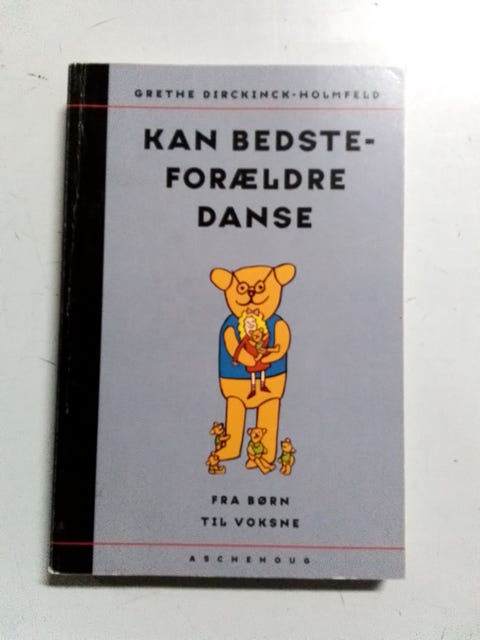 GRETHE DIRCKINCK-HOLMFELD
KAN BEDSTE-
FORÆLDRE
DANSE
FRA BØRN
TIL VOKSNE
ASCHEHOUG